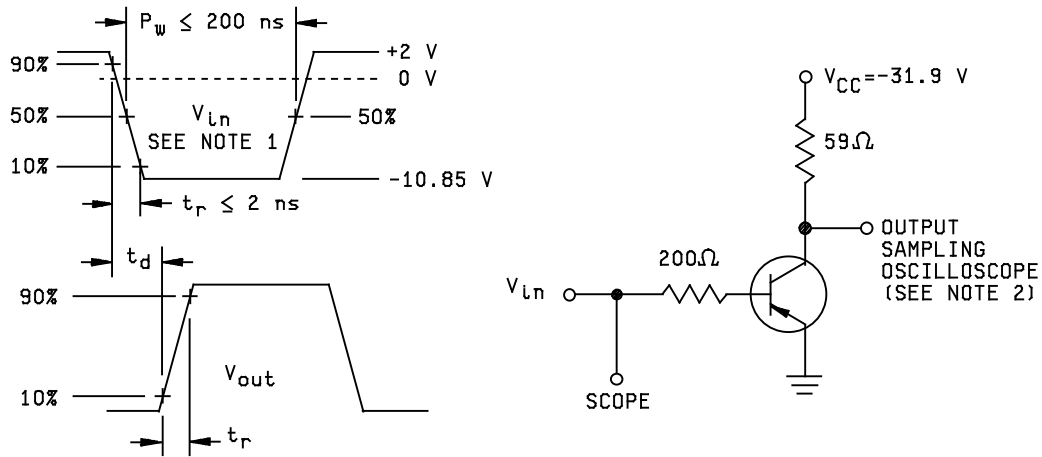 P_w ≤ 200 ns
+2 V
90%
0 V
50%
V_in
50%
SEE NOTE 1
10%
-10.85 V
t_r ≤ 2 ns
t_d
90%
V_out
10%
t_r
V_CC=-31.9 V
59Ω
OUTPUT
SAMPLING
OSCILLOSCOPE
(SEE NOTE 2)
200Ω
V_in
SCOPE